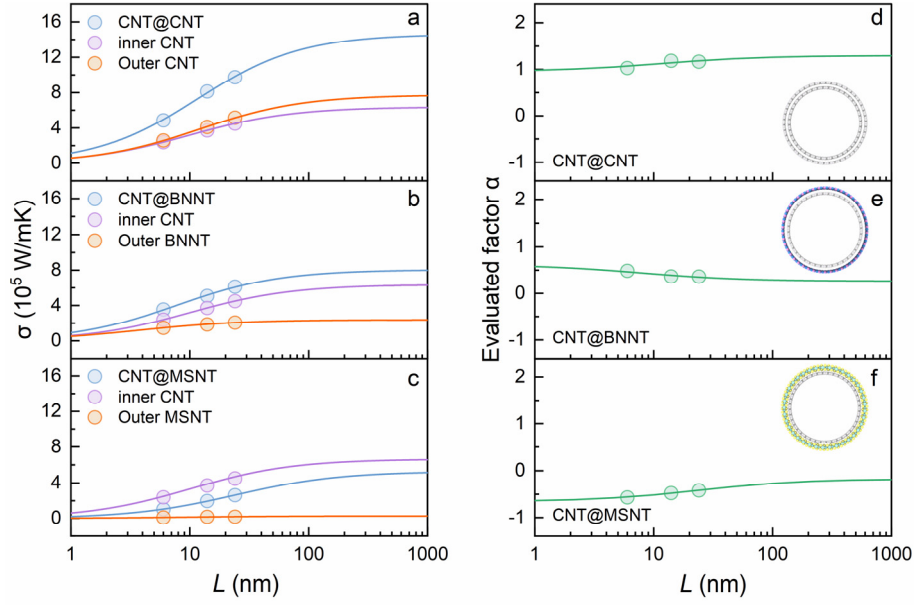 16
12
8
4
0
CNT@CNT
inner CNT
Outer CNT
a
16
12
8
4
0
CNT@BNNT
inner CNT
Outer BNNT
b
16
12
8
4
0
CNT@MSNT
inner CNT
Outer MSNT
c
σ (10⁵ W/mK)
1
10
100
1000
L (nm)
2
1
0
-1
d
CNT@CNT
2
1
0
-1
e
CNT@BNNT
2
1
0
-1
f
CNT@MSNT
Evaluated factor α
1
10
100
1000
L (nm)